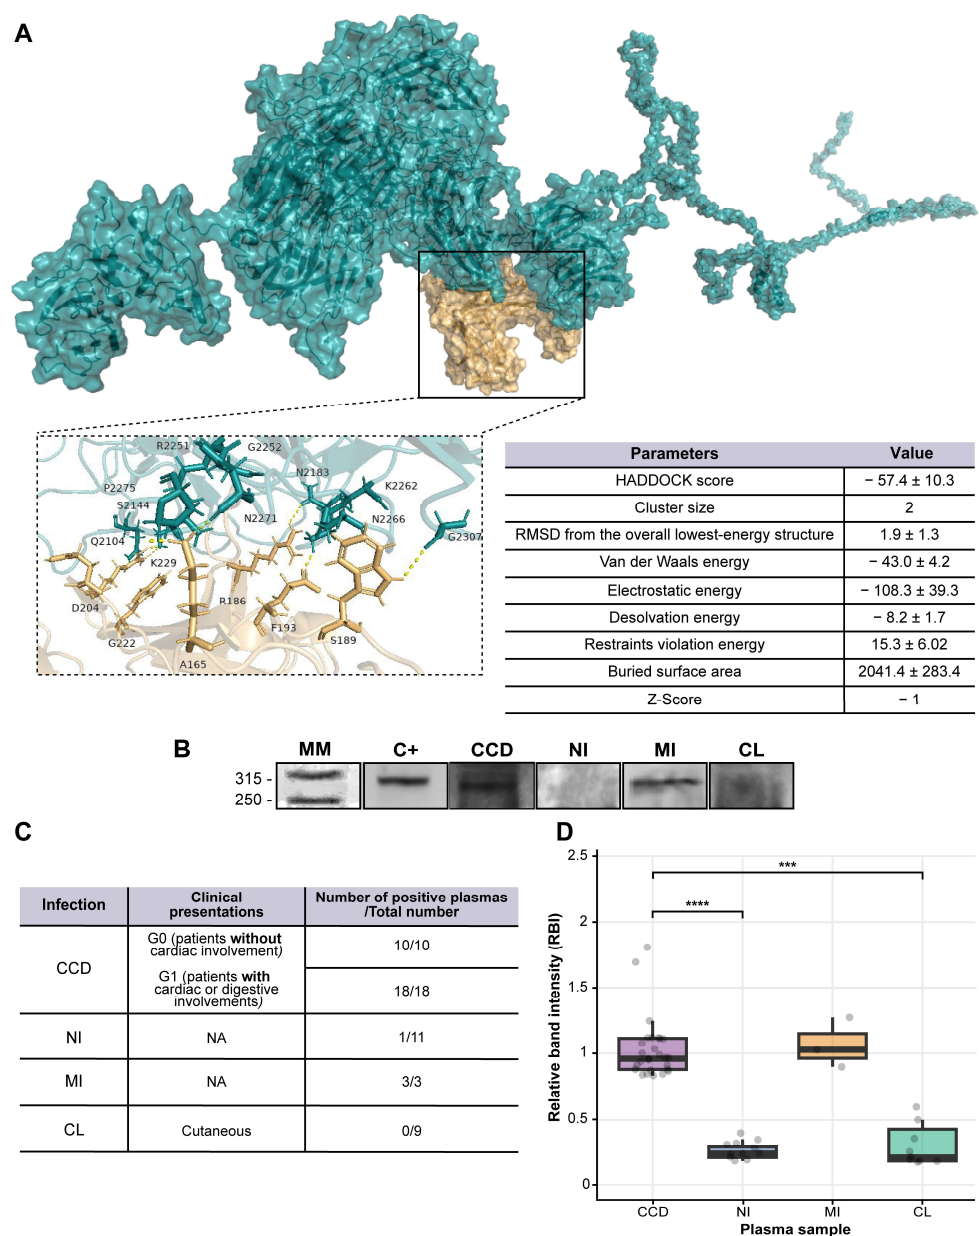 A
R2251
G2252
N2183
K2262
P2275
S2144
N2271
N2266
Q2104
G2307
K229
D204
R186
G222
F193
S189
A165
Parameters Value
HADDOCK score − 57.4 ± 10.3
Cluster size 2
RMSD from the overall lowest-energy structure 1.9 ± 1.3
Van der Waals energy − 43.0 ± 4.2
Electrostatic energy − 108.3 ± 39.3
Desolvation energy − 8.2 ± 1.7
Restraints violation energy 15.3 ± 6.02
Buried surface area 2041.4 ± 283.4
Z-Score − 1
B
MM C+ CCD NI MI CL
315 -
250 -
C
Infection Clinical presentations Number of positive plasmas /Total number
CCD
G0 (patients without
cardiac involvement)
10/10
G1 (patients with
cardiac or digestive
involvements)
18/18
NI NA 1/11
MI NA 3/3
CL Cutaneous 0/9
D
2.5
2
1.5
1
0.5
0
Relative band intensity (RBI)
***
****
CCD NI MI CL
Plasma sample